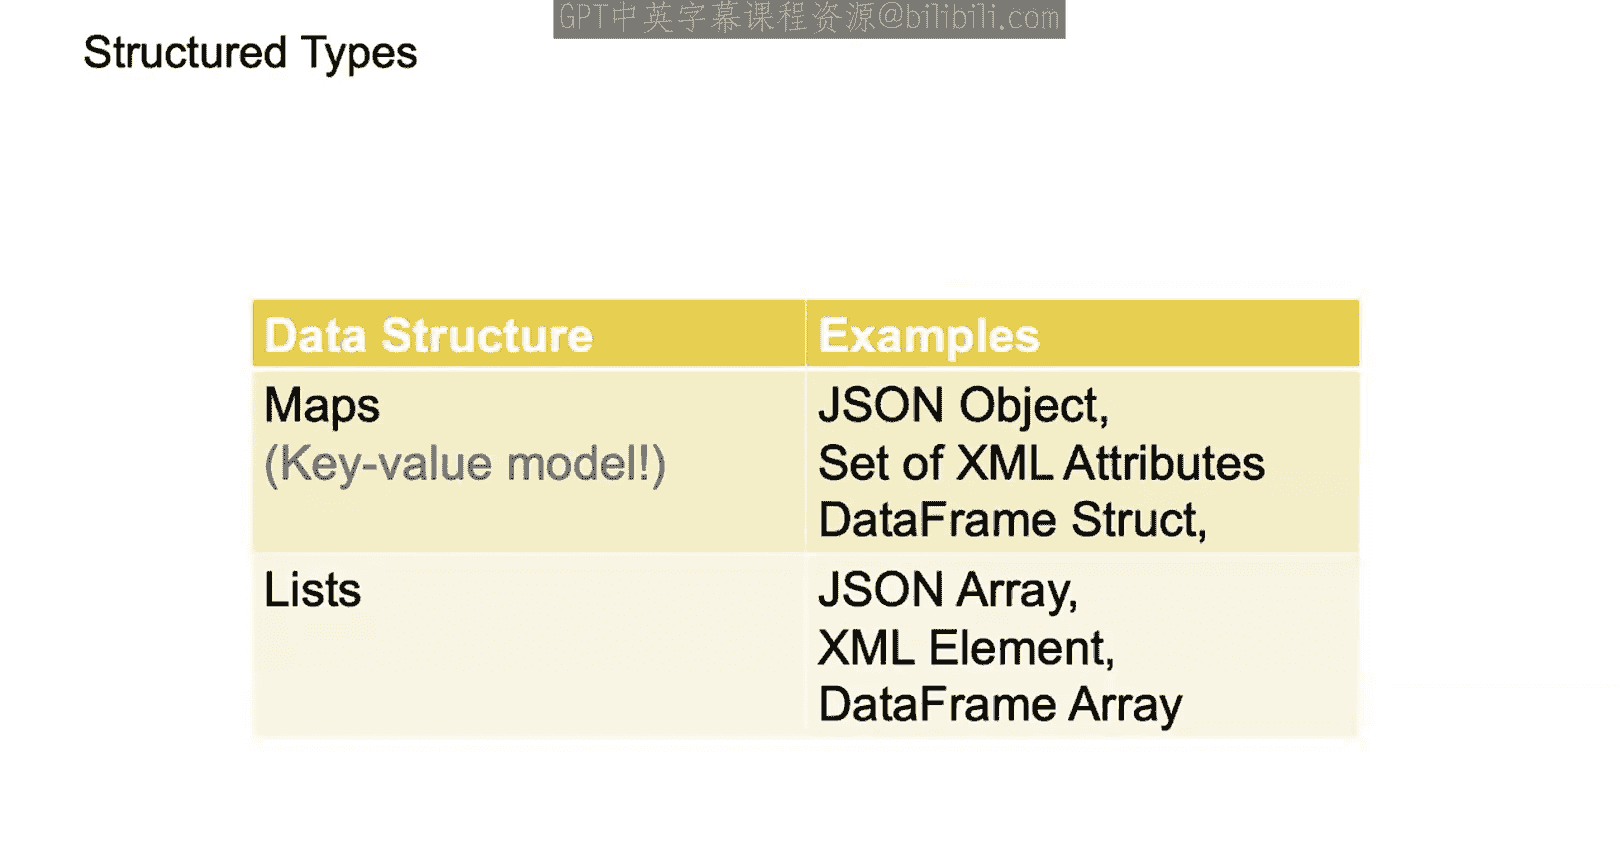 GPT中英字幕课程资源@bilibili.com
Structured Types
Data Structure
Examples
Maps
(Key-value model!)
JSON Object,
Set of XML Attributes
DataFrame Struct,
Lists
JSON Array,
XML Element,
DataFrame Array